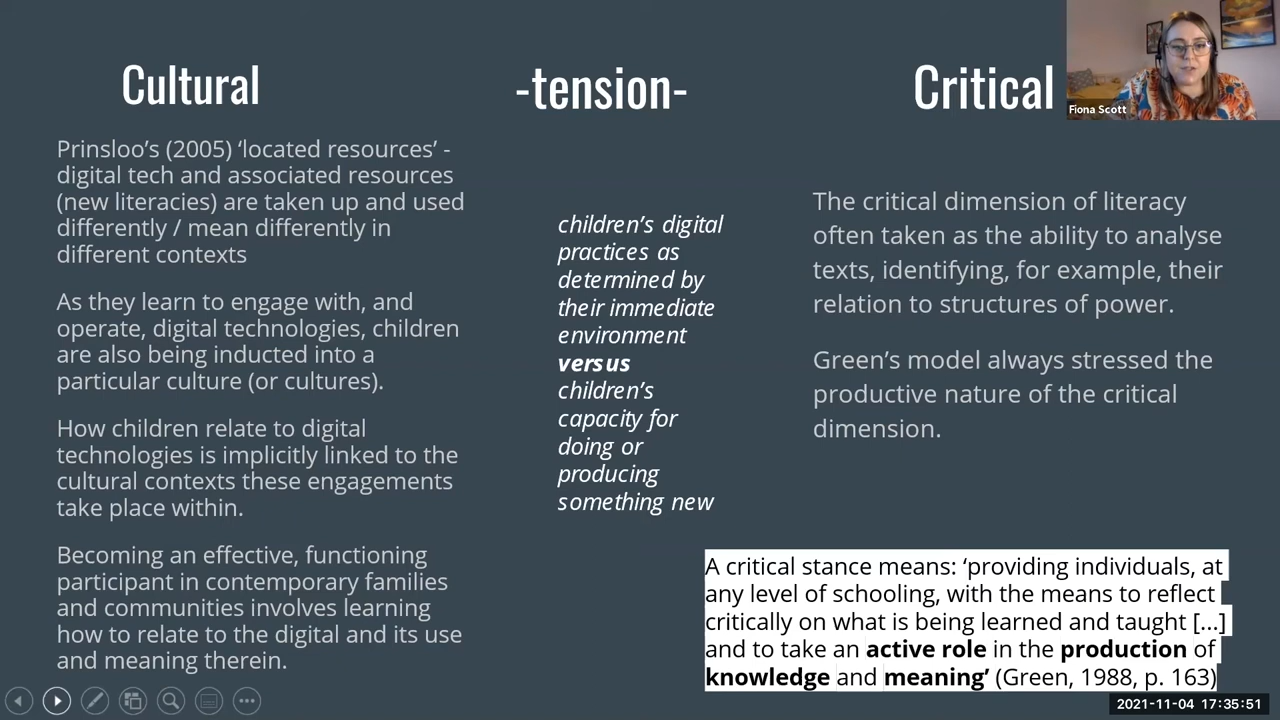 Cultural
Prinsloo’s (2005) ‘located resources’ -
digital tech and associated resources
(new literacies) are taken up and used
differently / mean differently in
different contexts
As they learn to engage with, and
operate, digital technologies, children
are also being inducted into a
particular culture (or cultures).
How children relate to digital
technologies is implicitly linked to the
cultural contexts these engagements
take place within.
Becoming an effective, functioning
participant in contemporary families
and communities involves learning
how to relate to the digital and its use
and meaning therein.
-tension-
children’s digital
practices as
determined by
their immediate
environment
versus
children’s
capacity for
doing or
producing
something new
Critical
The critical dimension of literacy
often taken as the ability to analyse
texts, identifying, for example, their
relation to structures of power.
Green’s model always stressed the
productive nature of the critical
dimension.
A critical stance means: ‘providing individuals, at
any level of schooling, with the means to reflect
critically on what is being learned and taught [...]
and to take an active role in the production of
knowledge and meaning’ (Green, 1988, p. 163)
Fiona Scott
2021-11-04 17:35:51